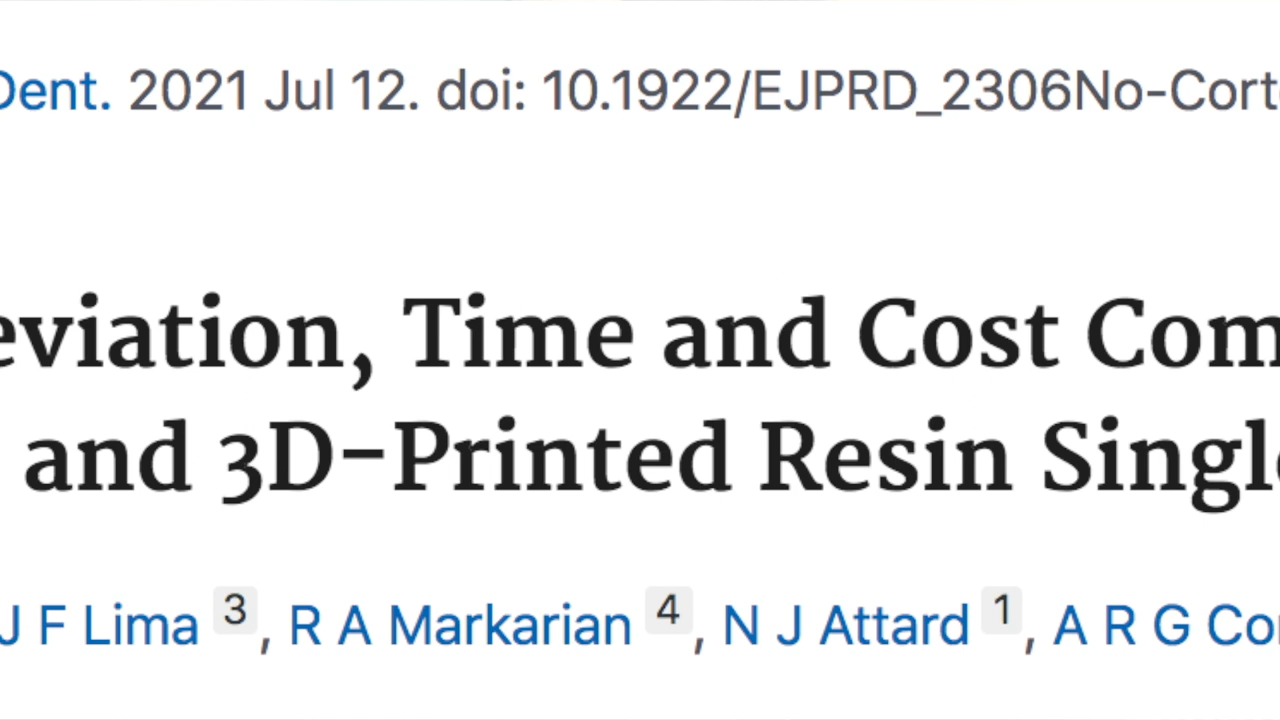 Dent. 2021 Jul 12. doi: 10.1922/EJPRD_2306No-Cort
eviation, Time and Cost Com
and 3D-Printed Resin Singl
J F Lima 3, R A Markarian 4, N J Attard 1, A R G Co